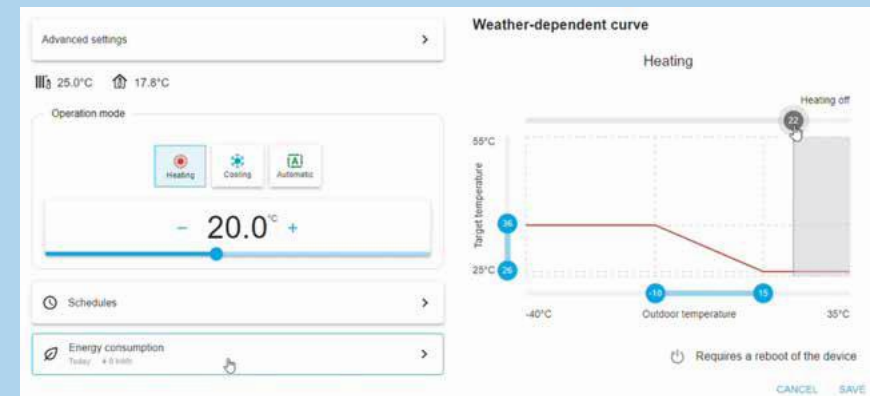 Advanced settings
25.0°C 17.8°C
Operation mode
Heating Cooling Automatic
− 20.0 °C +
Schedules
Energy consumption
Today
Weather-dependent curve
Heating
Heating off
22
55°C
Target temperature
36
25°C 26
-10 15
-40°C Outdoor temperature 35°C
Requires a reboot of the device
CANCEL SAVE